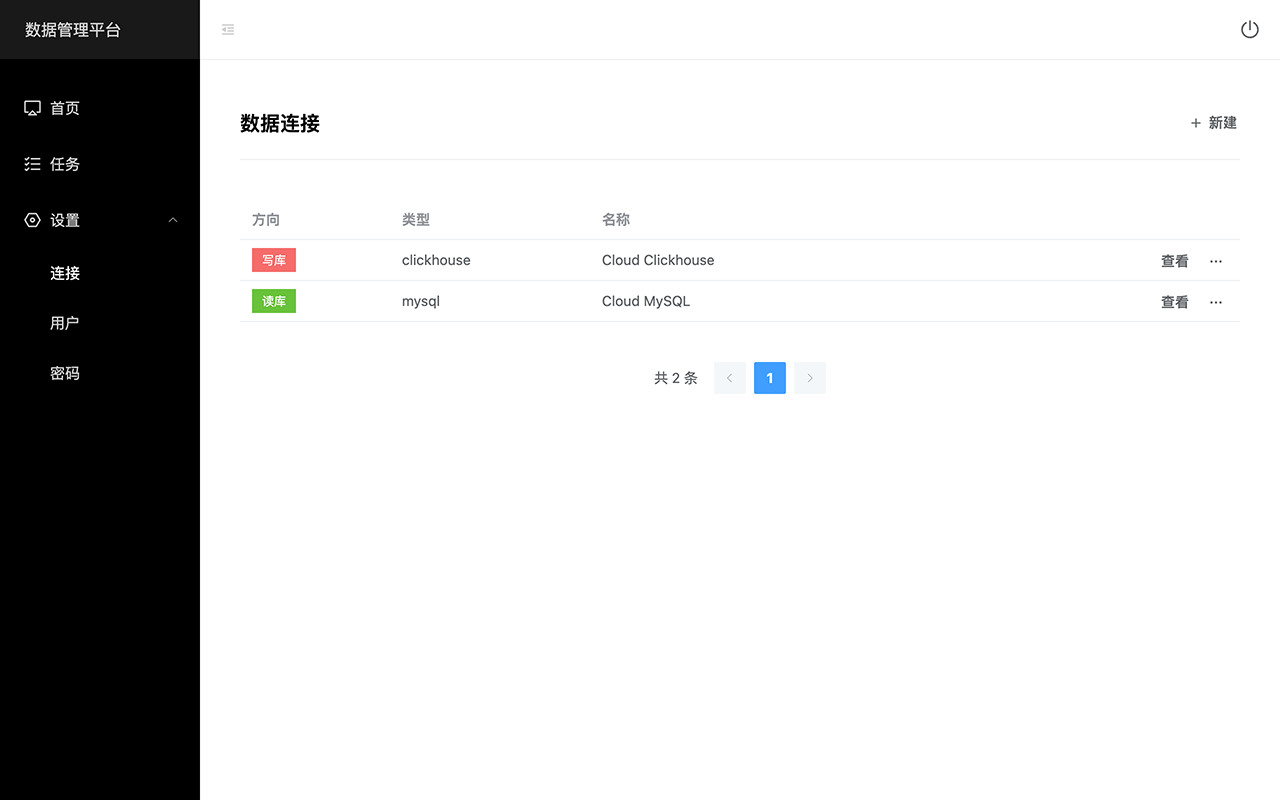 数据管理平台
首页
任务
设置
连接
用户
密码
数据连接
+ 新建
方向 类型 名称
写库 clickhouse Cloud Clickhouse 查看 ···
读库 mysql Cloud MySQL 查看 ···
共 2 条 1